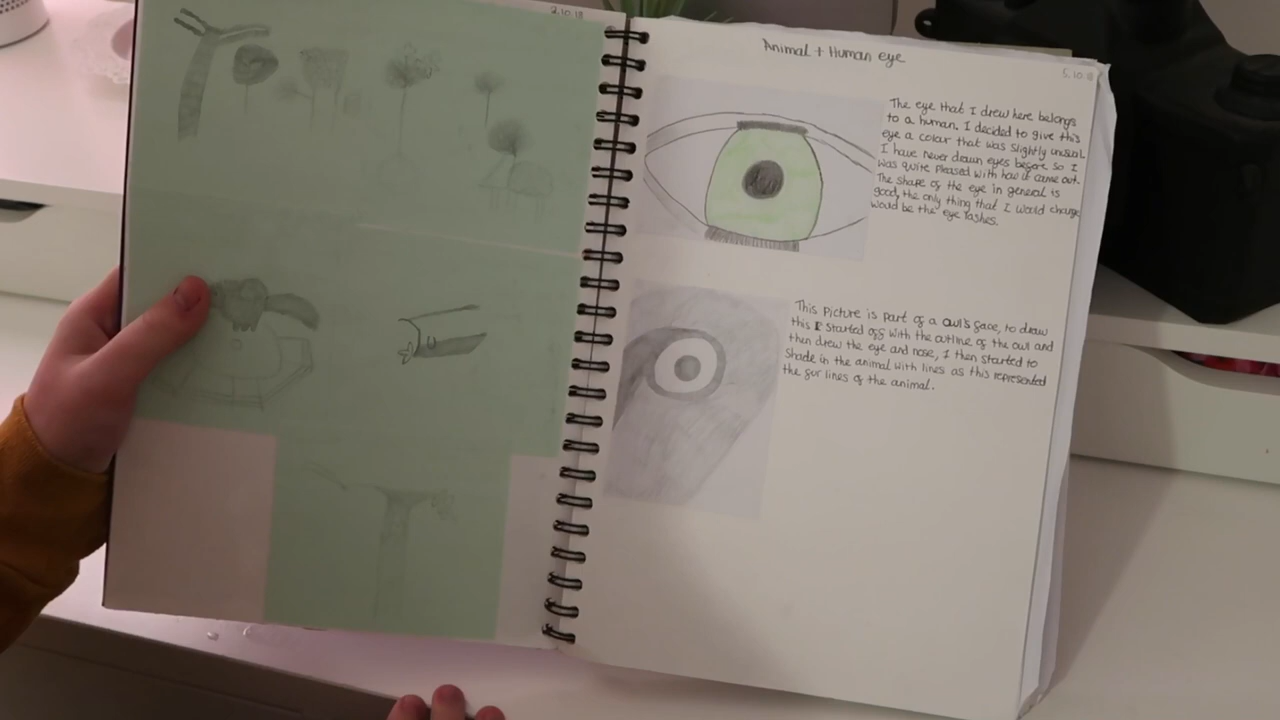 2.10.18
Animal + Human eye
5.10.18
The eye that I drew here belongs
to a human. I decided to give this
eye a colour that was slightly unusual
I have never drawn eyes before so I
was quite pleased with how it came out.
The shape of the eye in general is
good, the only thing that I would change
would be the eye lashes.
This picture is part of a owl's face, to draw
this I started off with the outline of the owl and
then drew the eye and nose, I then started to
shade in the animal with lines as this represented
the fur lines of the animal.